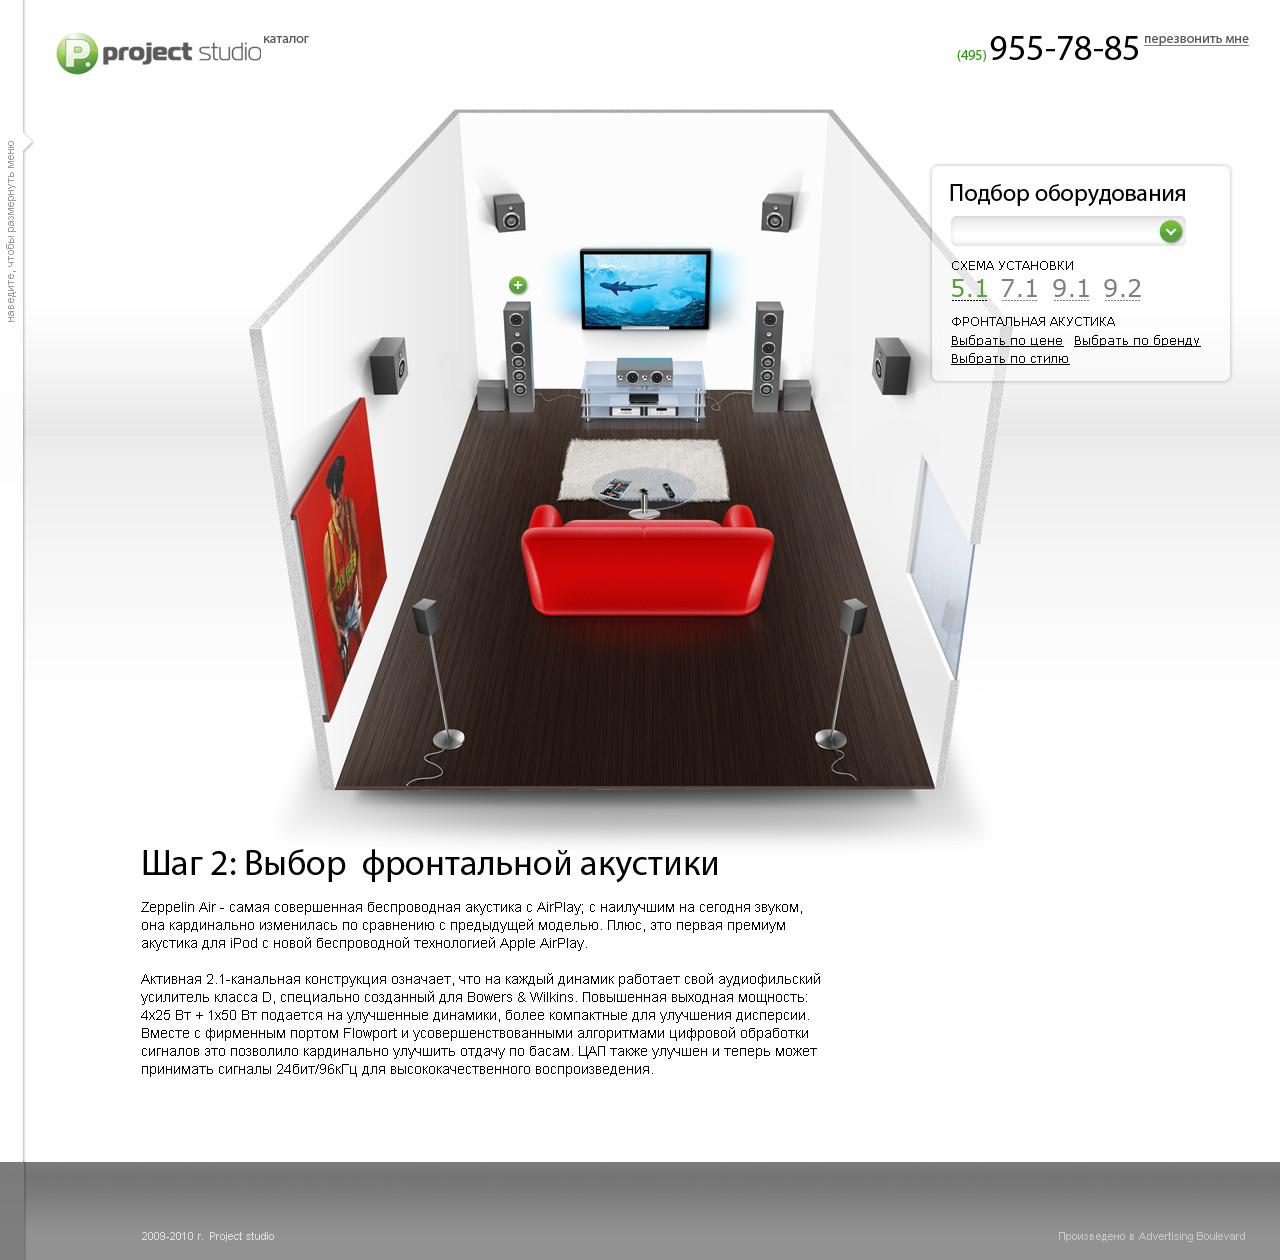 project studio
каталог
(495) 955-78-85
перезвонить мне
наведите, чтобы размернуть меню
Подбор оборудования
СХЕМА УСТАНОВКИ
5.1 7.1 9.1 9.2
ФРОНТАЛЬНАЯ АКУСТИКА
Выбрать по цене Выбрать по бренду
Выбрать по стилю
Шаг 2: Выбор фронтальной акустики
Zeppelin Air - самая совершенная беспроводная акустика с AirPlay; с наилучшим на сегодня звуком,
она кардинально изменилась по сравнению с предыдущей моделью. Плюс, это первая премиум
акустика для iPod с новой беспроводной технологией Apple AirPlay.
Активная 2.1-канальная конструкция означает, что на каждый динамик работает свой аудиофильский
усилитель класса D, специально созданный для Bowers & Wilkins. Повышенная выходная мощность:
4x25 Вт + 1x50 Вт подается на улучшенные динамики, более компактные для улучшения дисперсии.
Вместе с фирменным портом Flowport и усовершенствованными алгоритмами цифровой обработки
сигналов это позволило кардинально улучшить отдачу по басам. ЦАП также улучшен и теперь может
принимать сигналы 24бит/96кГц для высококачественного воспроизведения.
2009-2010 г. Project studio
Произведено в Advertising Boulevard